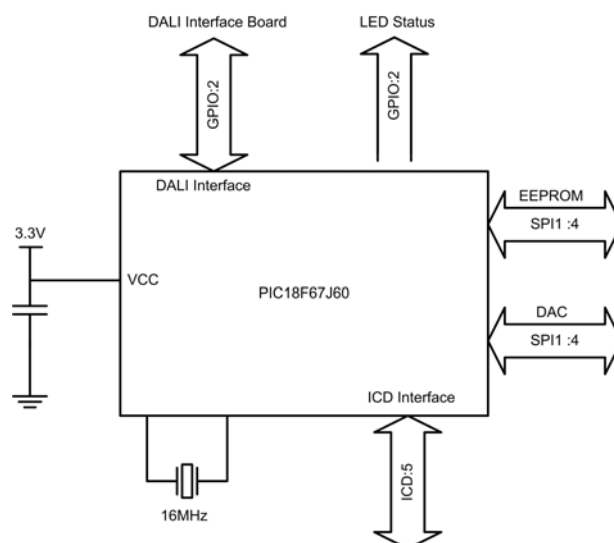 DALI Interface Board
LED Status
GPIO:2
GPIO:2
DALI Interface
EEPROM
SPI1 :4
3.3V
VCC
PIC18F67J60
DAC
SPI1 :4
ICD Interface
ICD:5
16MHz